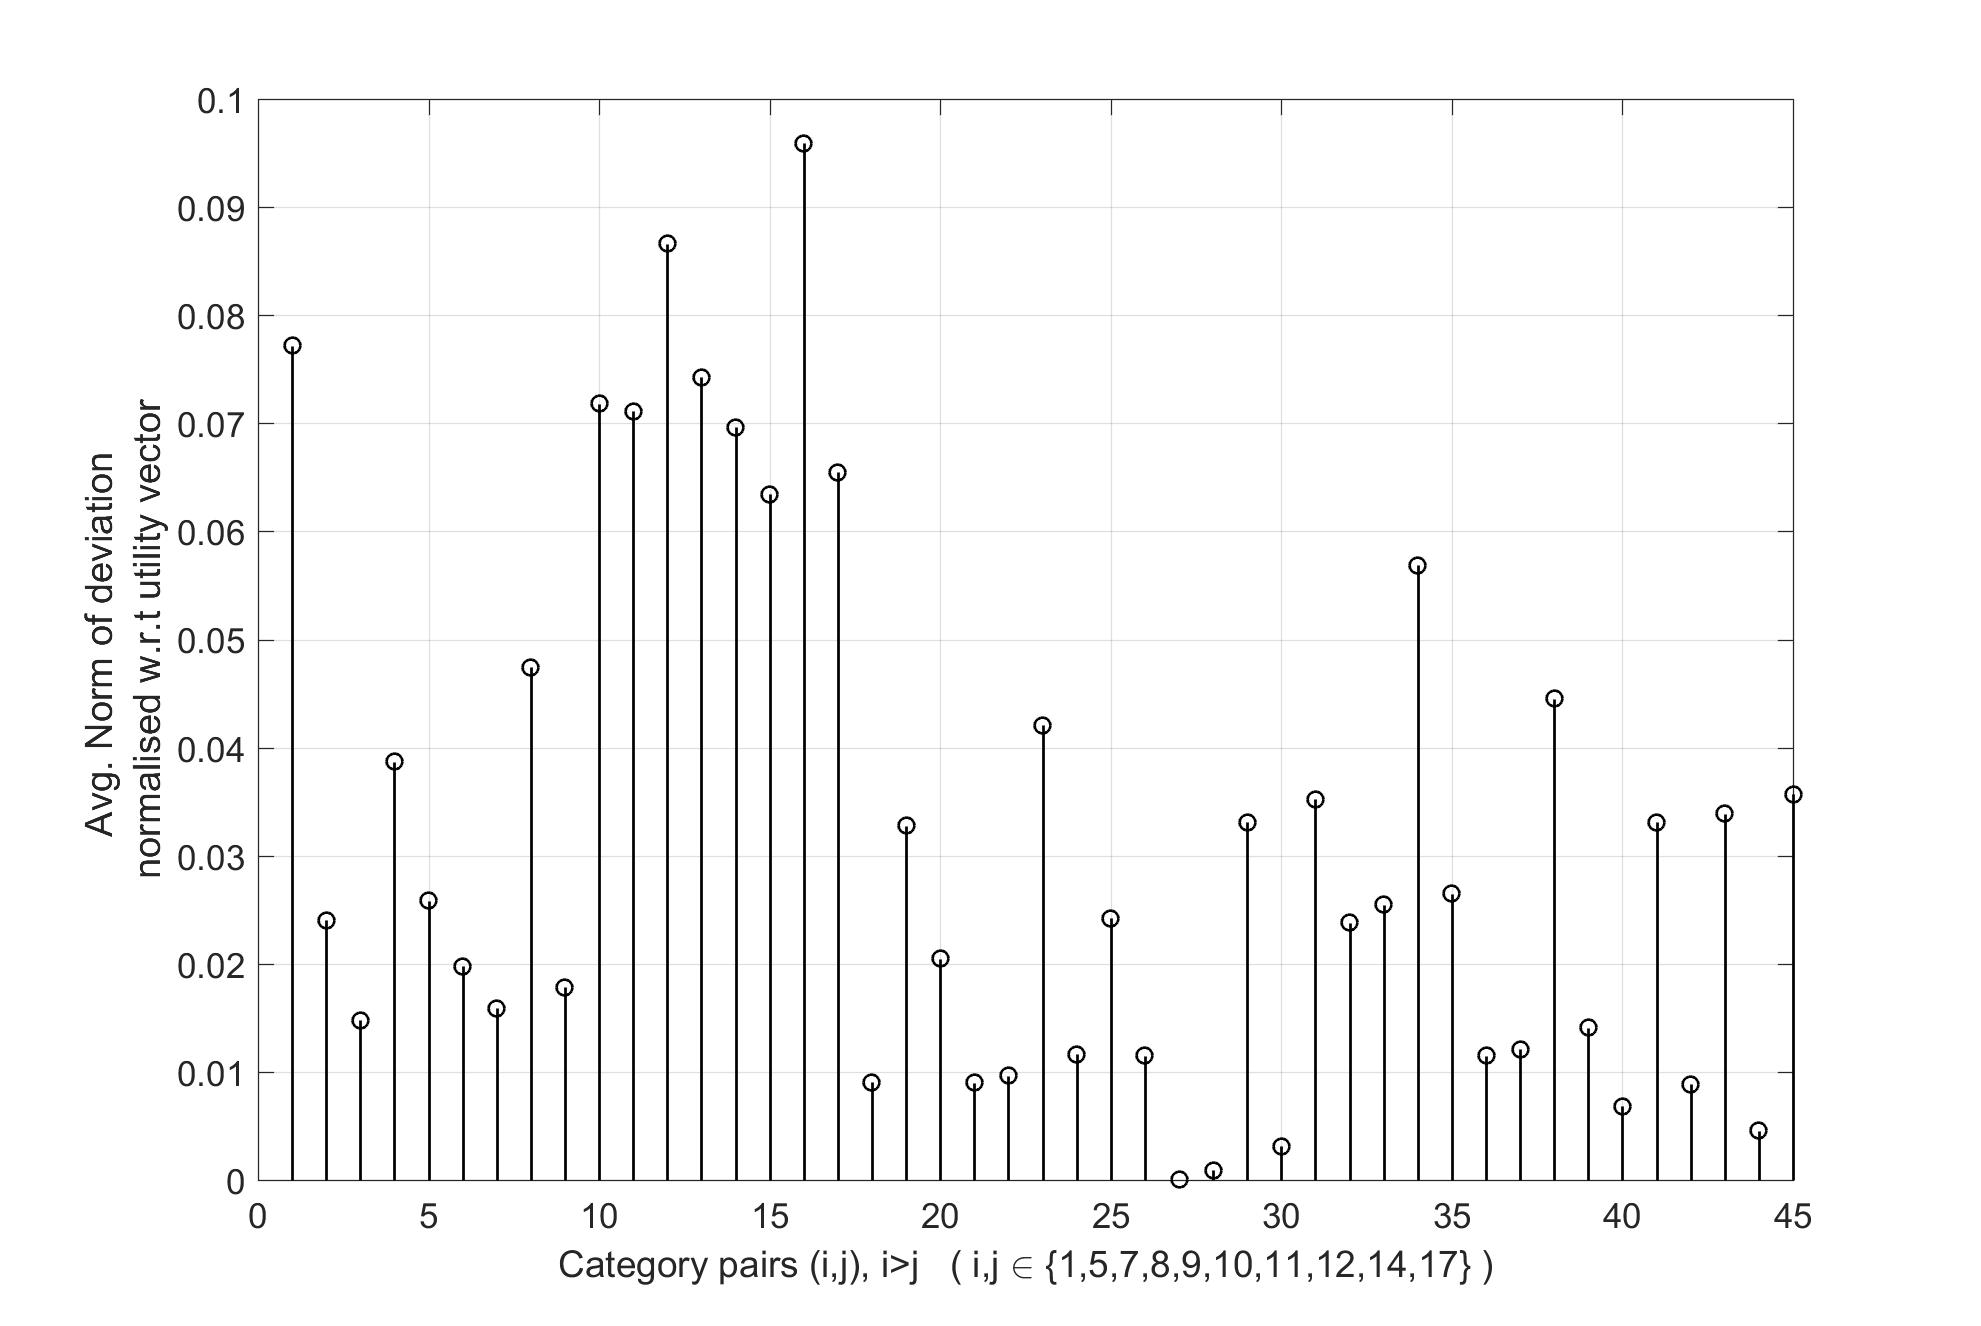 0.1
0.09
0.08
0.07
0.06
0.05
0.04
0.03
0.02
0.01
0
Avg. Norm of deviation
normalised w.r.t utility vector
0 5 10 15 20 25 30 35 40 45
Category pairs (i,j), i>j ( i,j ∈ {1,5,7,8,9,10,11,12,14,17} )